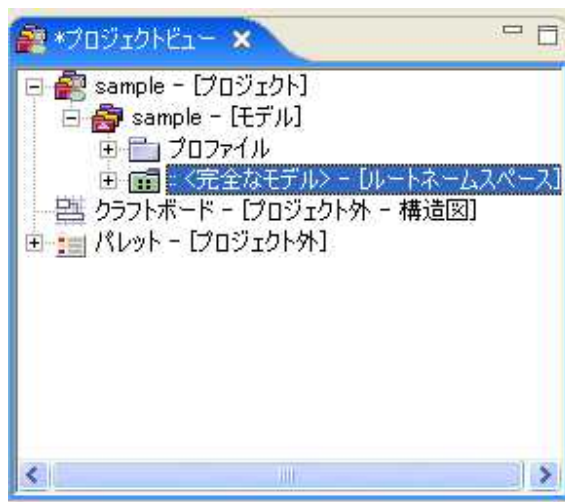 *プロジェクトビュー
sample - [プロジェクト]
sample - [モデル]
プロファイル
: <完全なモデル> - [ルートネームスペース]
クラフトボード - [プロジェクト外 - 構造図]
パレット - [プロジェクト外]